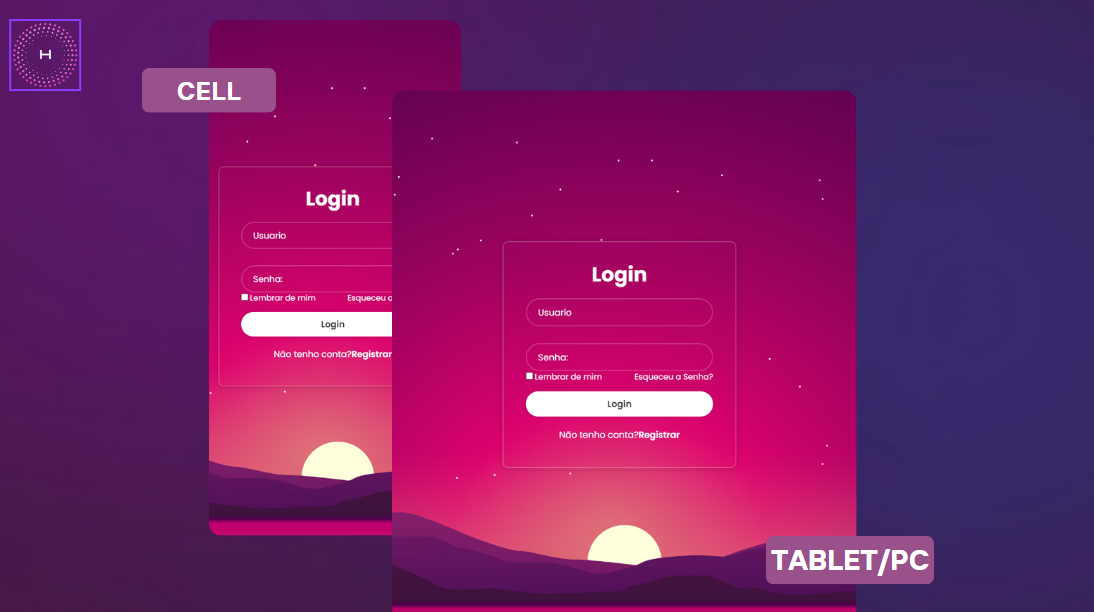 H
CELL
Login
Usuario
Senha:
Lembrar de mim
Esqueceu a
Login
Não tenho conta?Registrar
Login
Usuario
Senha:
Lembrar de mim
Esqueceu a Senha?
Login
Não tenho conta?Registrar
TABLET/PC